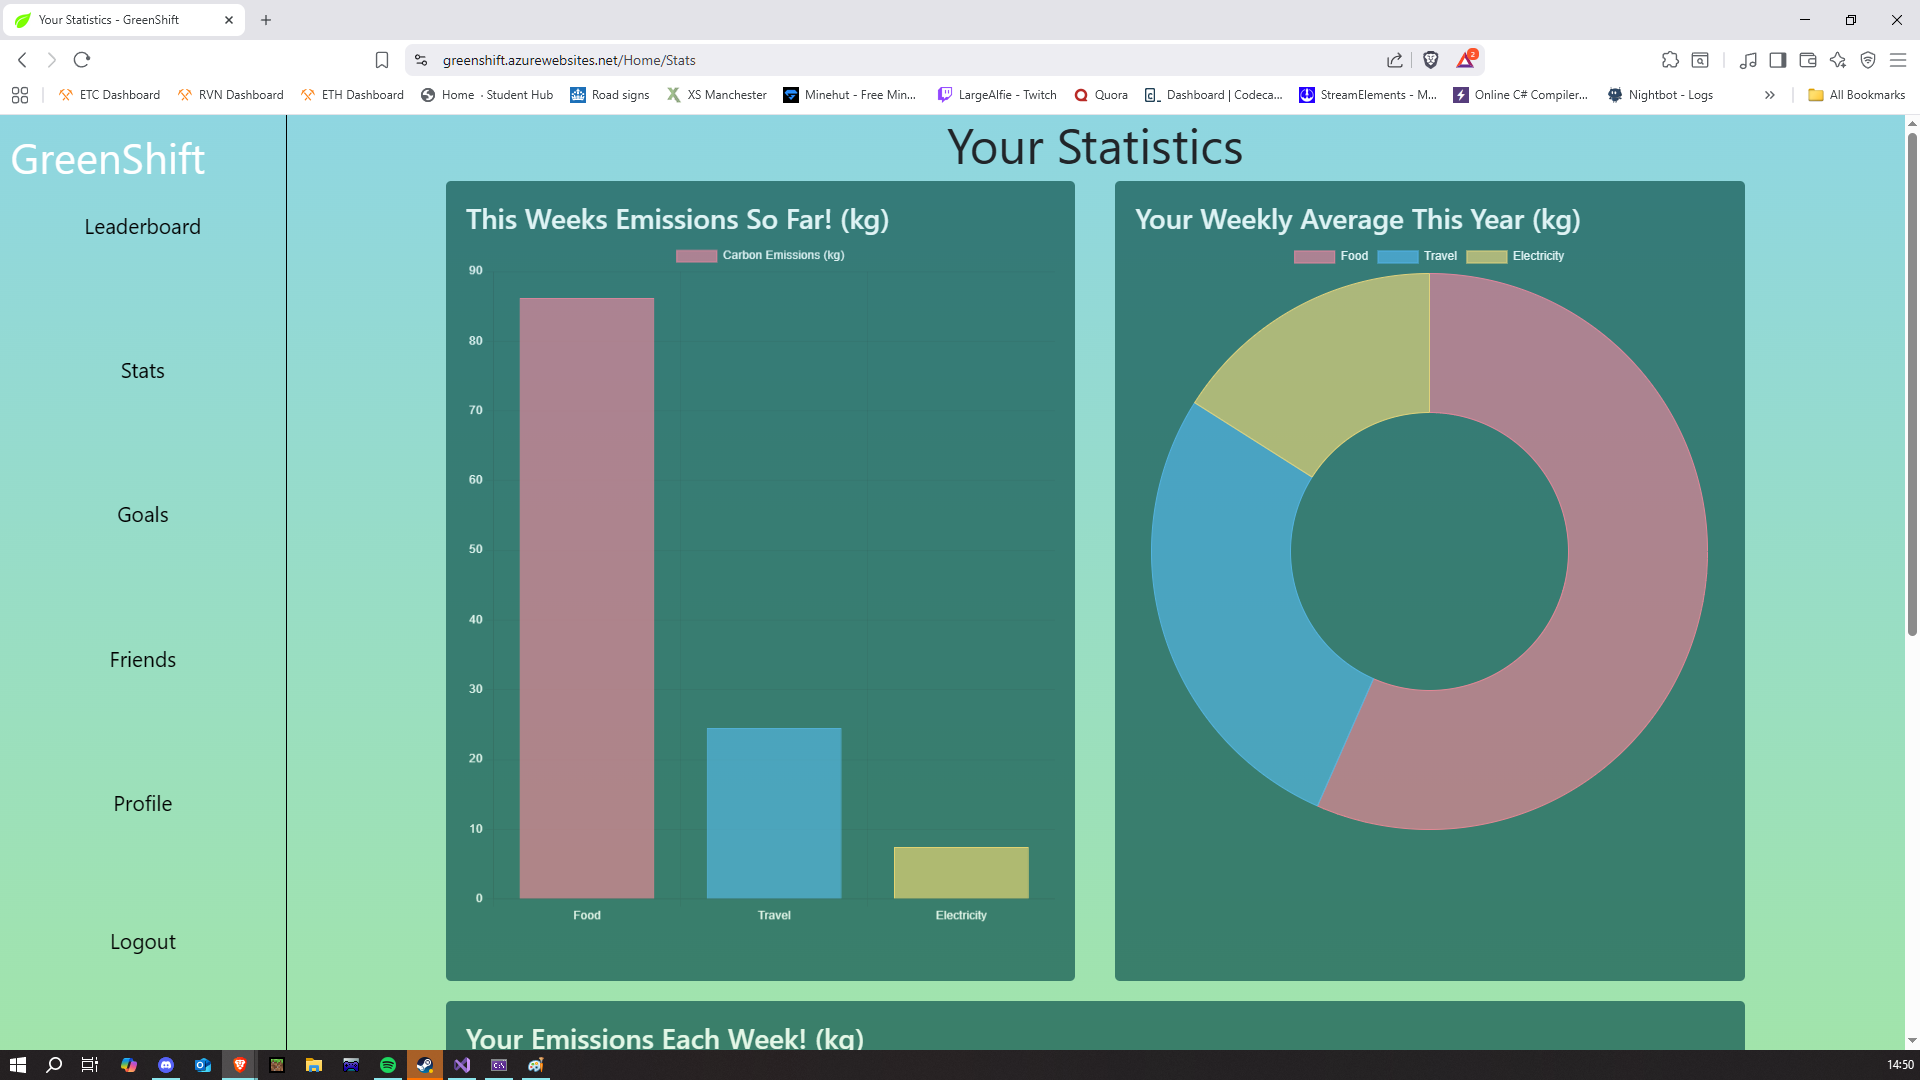 Your Statistics - GreenShift
greenshift.azurewebsites.net/Home/Stats
2
ETC Dashboard
RVN Dashboard
ETH Dashboard
Home · Student Hub
Road signs
XS Manchester
Minehut - Free Min...
LargeAlfie - Twitch
Quora
Dashboard | Codeca...
StreamElements - M...
Online C# Compiler...
Nightbot - Logs
All Bookmarks
GreenShift
Leaderboard
Stats
Goals
Friends
Profile
Logout
Your Statistics
This Weeks Emissions So Far! (kg)
Carbon Emissions (kg)
90
80
70
60
50
40
30
20
10
0
Food
Travel
Electricity
Your Weekly Average This Year (kg)
Food
Travel
Electricity
Your Emissions Each Week! (kg)
14:50